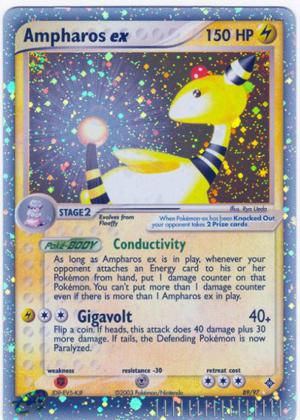 Ampharos ex 150 HP
Illus. Ryo Ueda
STAGE2
Evolves from
Flaaffy
When Pokémon-ex has been Knocked Out
your opponent takes 2 Prize cards.
Poké-BODY Conductivity
As long as Ampharos ex is in play, whenever your
opponent attaches an Energy card to his or her
Pokémon from hand, put 1 damage counter on that
Pokémon. You can't put more than 1 damage counter
even if there is more than 1 Ampharos ex in play.
Gigavolt 40+
Flip a coin. If heads, this attack does 40 damage plus 30
more damage. If tails, the Defending Pokémon is now
Paralyzed.
weakness resistance -30 retreat cost
©2003 Pokémon/Nintendo 89/97